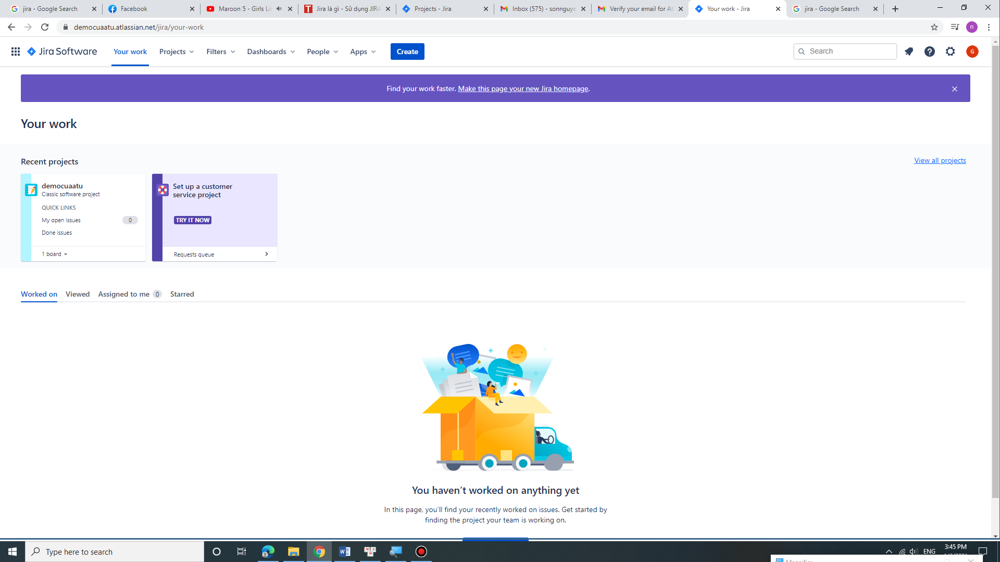 jira - Google Search
Facebook
Maroon 5 - Girls Li
Jira là gì - Sử dụng JIRA
Projects - Jira
Inbox (575) - sonnguye
Verify your email for At
Your work - Jira
jira - Google Search
democuaatu.atlassian.net/jira/your-work
n
Jira Software
Your work
Projects
Filters
Dashboards
People
Apps
Create
Search
G
Find your work faster. Make this page your new Jira homepage.
Your work
Recent projects
View all projects
democuaatu
Classic software project
QUICK LINKS
My open issues
0
Done issues
1 board
Set up a customer
service project
TRY IT NOW
Requests queue
Worked on
Viewed
Assigned to me
0
Starred
You haven't worked on anything yet
In this page, you'll find your recently worked on issues. Get started by
finding the project your team is working on.
Type here to search
ENG
3:45 PM